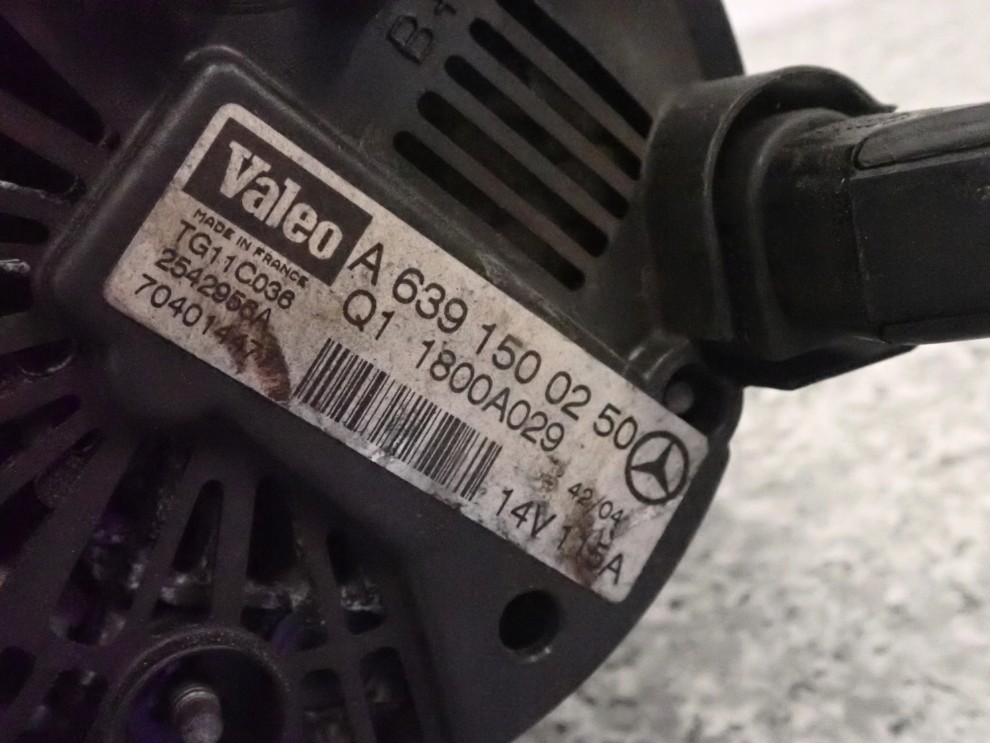 B+
Valeo
MADE IN FRANCE
TG11C036
2542956A
A 639 150 02 50
Q1 1800A029
42/04
14V 115A